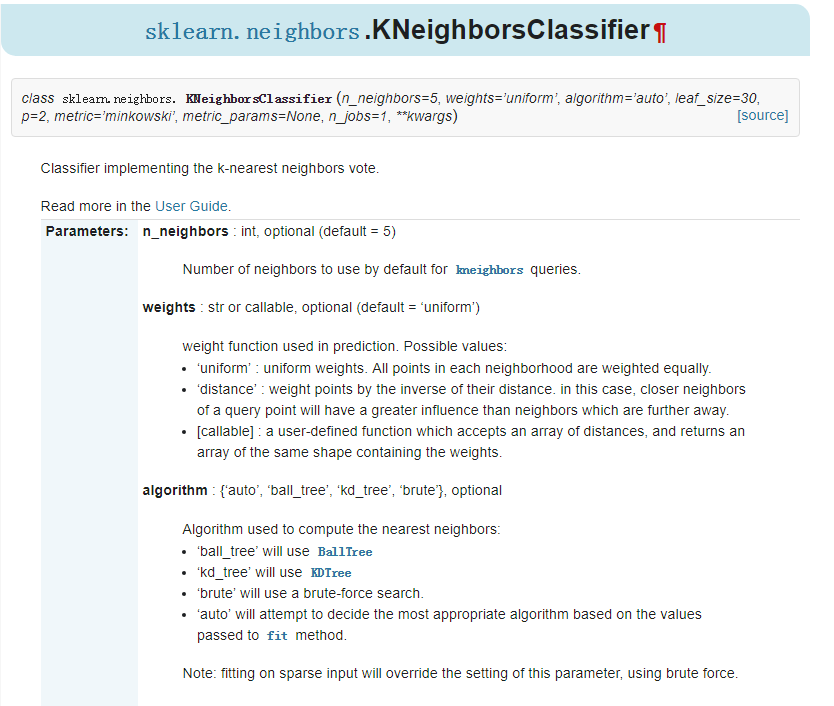 sklearn.neighbors.KNeighborsClassifier¶
class sklearn.neighbors. KNeighborsClassifier (n_neighbors=5, weights=’uniform’, algorithm=’auto’, leaf_size=30,
p=2, metric=’minkowski’, metric_params=None, n_jobs=1, **kwargs) [source]
Classifier implementing the k-nearest neighbors vote.
Read more in the User Guide.
Parameters: n_neighbors : int, optional (default = 5)
Number of neighbors to use by default for kneighbors queries.
weights : str or callable, optional (default = ‘uniform’)
weight function used in prediction. Possible values:
• ‘uniform’ : uniform weights. All points in each neighborhood are weighted equally.
• ‘distance’ : weight points by the inverse of their distance. in this case, closer neighbors
of a query point will have a greater influence than neighbors which are further away.
• [callable] : a user-defined function which accepts an array of distances, and returns an
array of the same shape containing the weights.
algorithm : {‘auto’, ‘ball_tree’, ‘kd_tree’, ‘brute’}, optional
Algorithm used to compute the nearest neighbors:
• ‘ball_tree’ will use BallTree
• ‘kd_tree’ will use KDTree
• ‘brute’ will use a brute-force search.
• ‘auto’ will attempt to decide the most appropriate algorithm based on the values
passed to fit method.
Note: fitting on sparse input will override the setting of this parameter, using brute force.